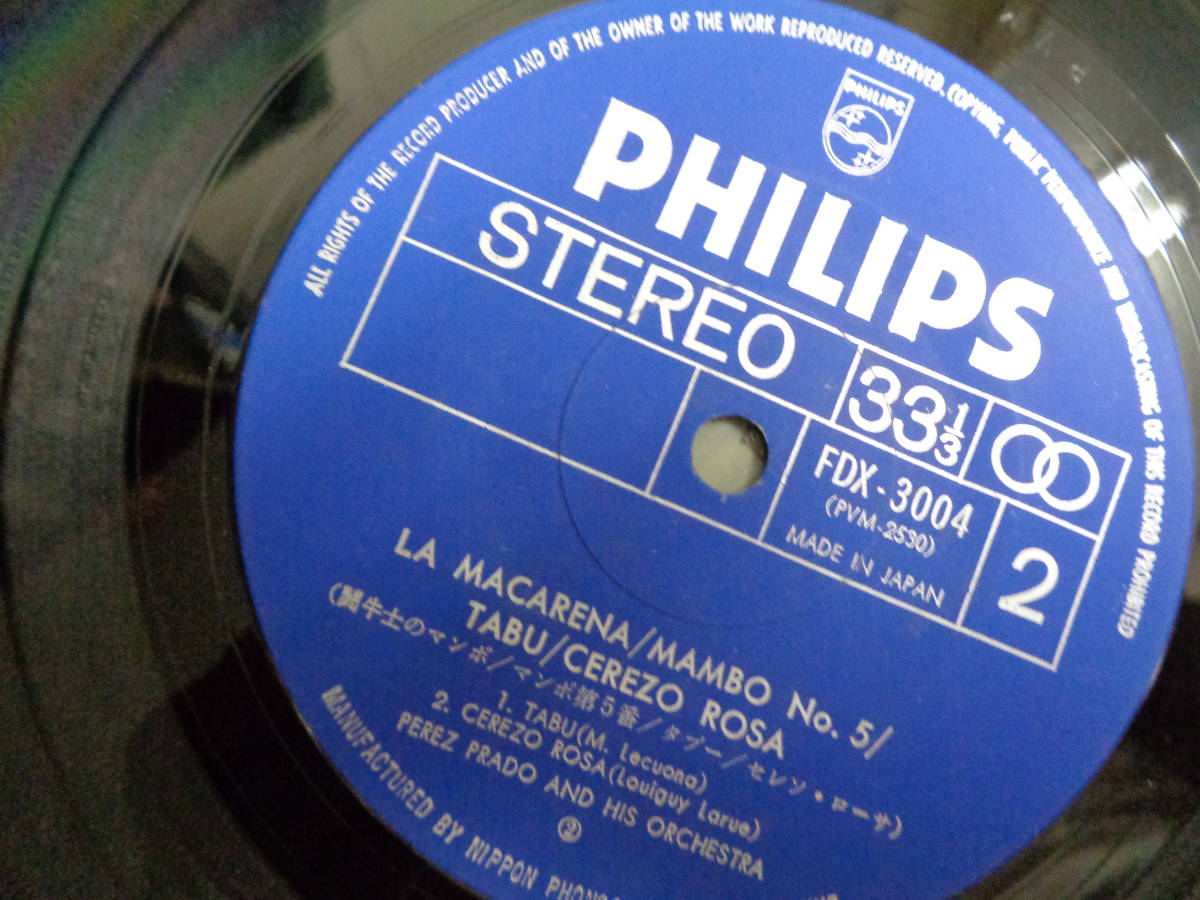 ALL RIGHTS OF THE RECORD PRODUCER AND OF THE OWNER OF THE WORK REPRODUCED RESERVED. COPYING, PUBLIC PERFORMANCE AND BROADCASTING OF THIS RECORD PROHIBITED
PHILIPS
PHILIPS
STEREO
33 1/3
FDX-3004
(PVM-2530)
MADE IN JAPAN
2
LA MACARENA/MAMBO No. 5/
TABU/CEREZO ROSA
(闘牛士のマンボ/マンボ第5番/タブー/セレソ・ローサ)
1. TABU(M. Lecuona)
2. CEREZO ROSA(Louiguy Larue)
PEREZ PRADO AND HIS ORCHESTRA
②
MANUFACTURED BY NIPPON